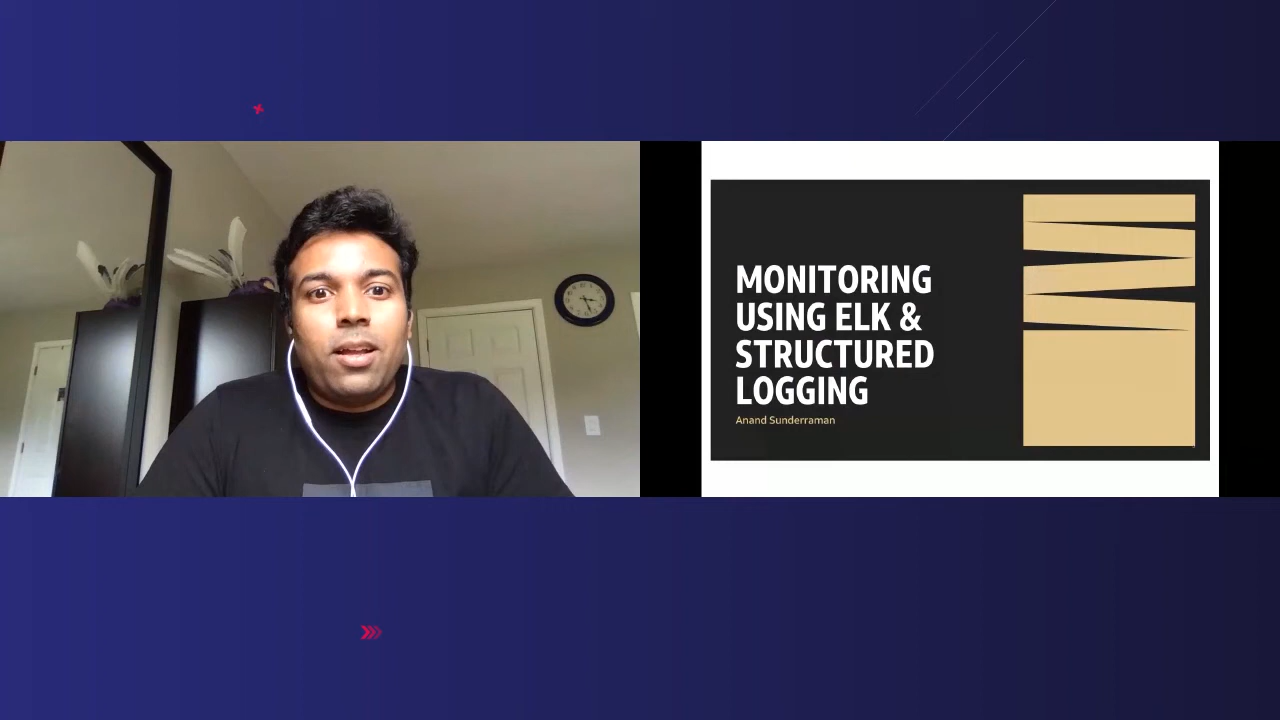 MONITORING
USING ELK &
STRUCTURED
LOGGING
Anand Sunderraman